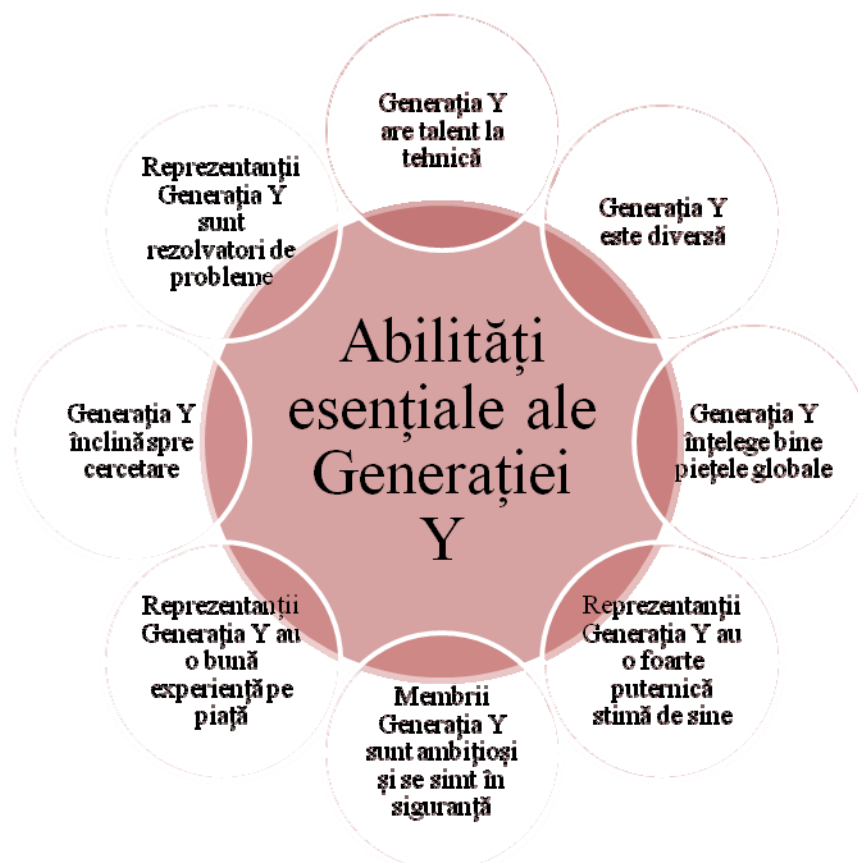 Generația Y
are talent la
tehnică
Generația Y
este diversă
Generația Y
înțelege bine
piețele globale
Reprezentanții
Generația Y au
o foarte
puternică
stimă de sine
Membrii
Generația Y
sunt ambițioși
și se simt în
siguranță
Reprezentanții
Generația Y au
o bună
experiență pe
piață
Generația Y
înclină spre
cercetare
Reprezentanții
Generația Y
sunt
rezolvatori de
probleme
Abilități
esențiale ale
Generației
Y